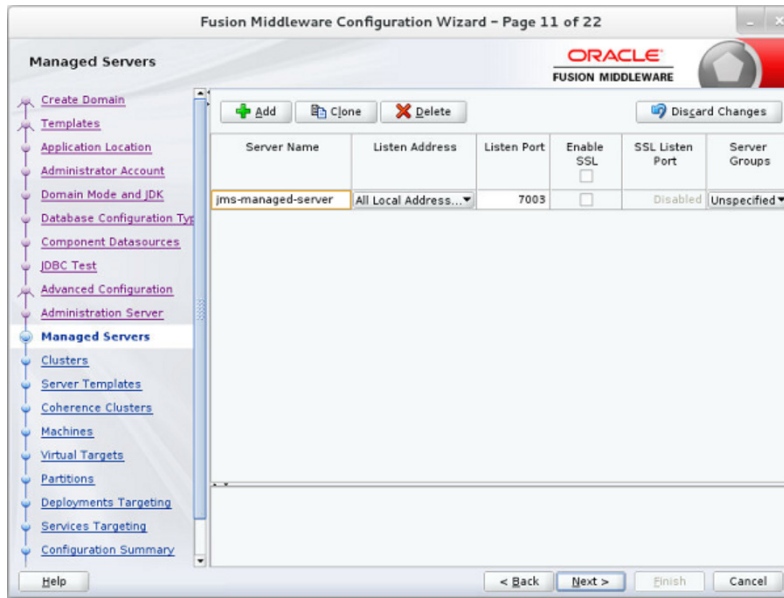 Fusion Middleware Configuration Wizard – Page 11 of 22
Managed Servers
ORACLE
FUSION MIDDLEWARE
Create Domain
Templates
Application Location
Administrator Account
Domain Mode and JDK
Database Configuration Typ
Component Datasources
JDBC Test
Advanced Configuration
Administration Server
Managed Servers
Clusters
Server Templates
Coherence Clusters
Machines
Virtual Targets
Partitions
Deployments Targeting
Services Targeting
Configuration Summary
Add Clone Delete Discard Changes
Server Name Listen Address Listen Port Enable SSL SSL Listen Port Server Groups
jms-managed-server All Local Address... 7003 Disabled Unspecified
Help < Back Next > Finish Cancel